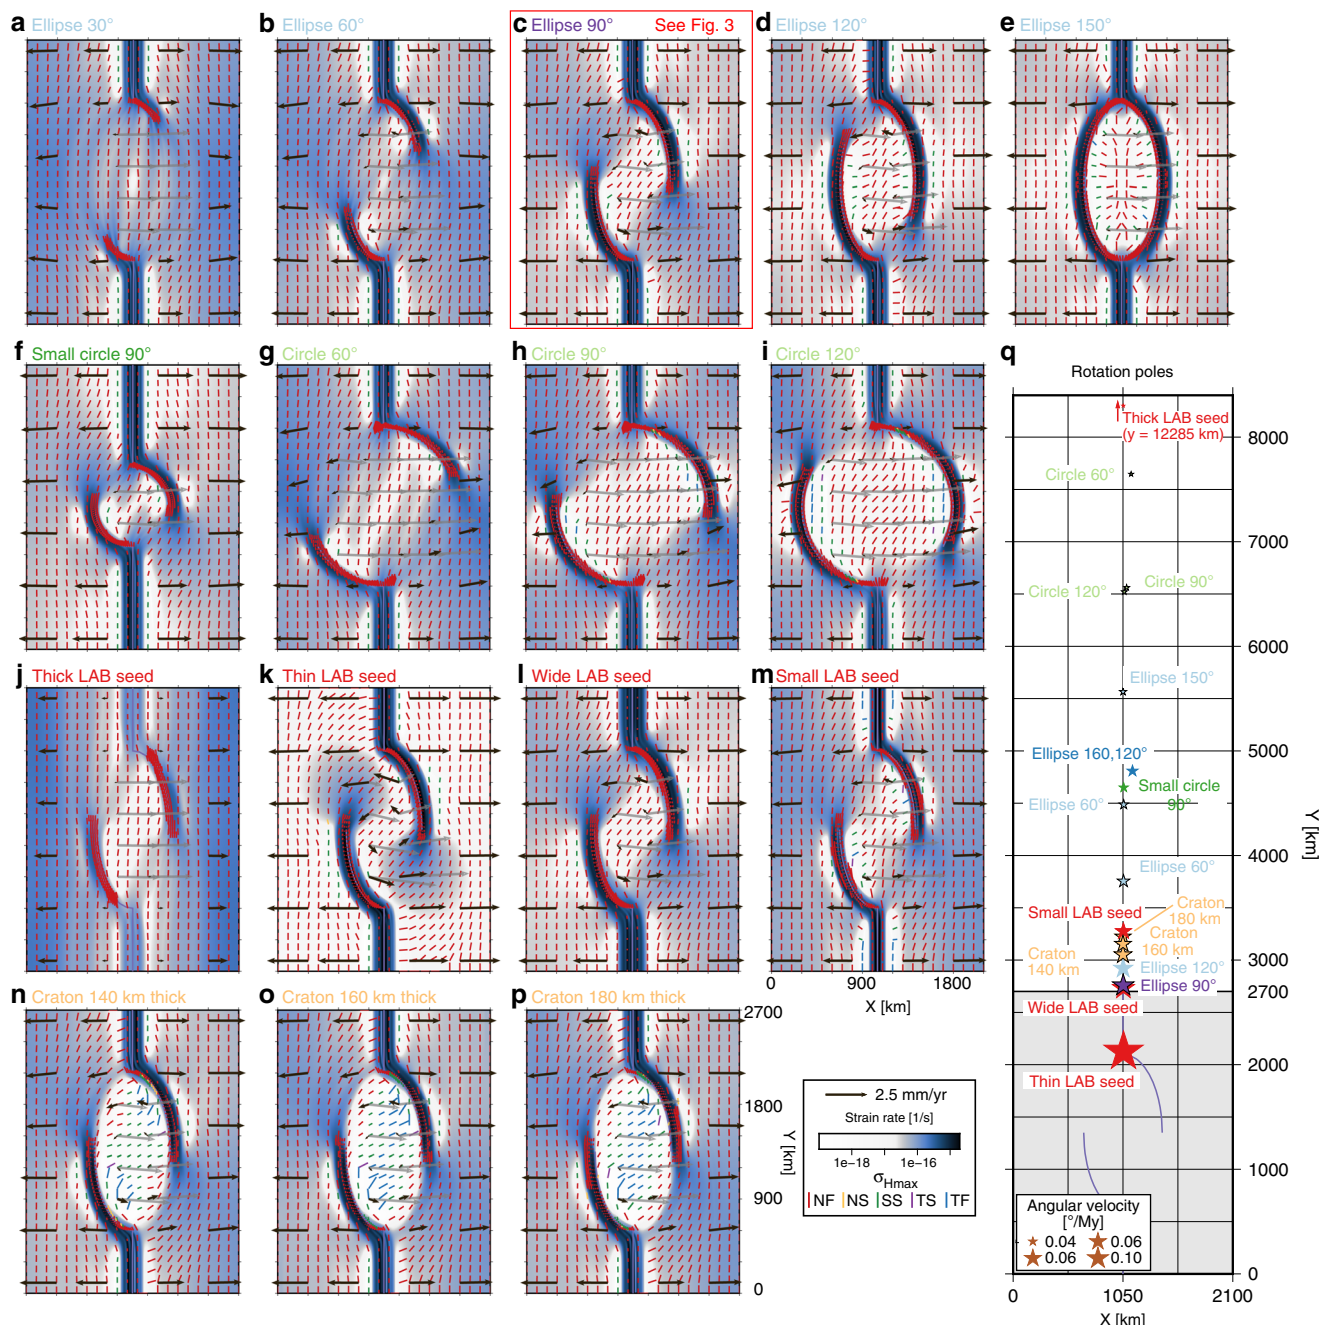 a Ellipse 30°
b Ellipse 60°
c Ellipse 90° See Fig. 3
d Ellipse 120°
e Ellipse 150°
f Small circle 90°
g Circle 60°
h Circle 90°
i Circle 120°
j Thick LAB seed
k Thin LAB seed
l Wide LAB seed
m Small LAB seed
900 1800
X [km]
n Craton 140 km thick
o Craton 160 km thick
p Craton 180 km thick
2700
1800
Y [km]
900
0
2.5 mm/yr
Strain rate [1/s]
1e−18 1e−16
σHmax
NF NS SS TS TF
q
Rotation poles
Thick LAB seed
(y = 12285 km)
Circle 60°
Circle 120°
Circle 90°
Ellipse 150°
Ellipse 160,120°
Small circle
90°
Ellipse 60°
Ellipse 60°
Small LAB seed
Craton
180 km
Craton
160 km
Craton
140 km
Ellipse 120°
Ellipse 90°
Wide LAB seed
Thin LAB seed
Angular velocity
[°/My]
0.04 0.06
0.06 0.10
8000
7000
6000
5000
4000
3000
2700
2000
1000
0
Y [km]
0 1050 2100
X [km]